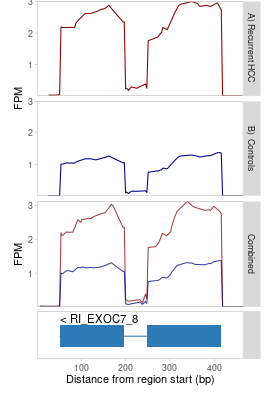 3
2
1
A) Recurrent HCC
FPM
3
2
1
B) Controls
3
2
1
FPM
Combined
< RI_EXOC7_8
100 200 300 400
Distance from region start (bp)